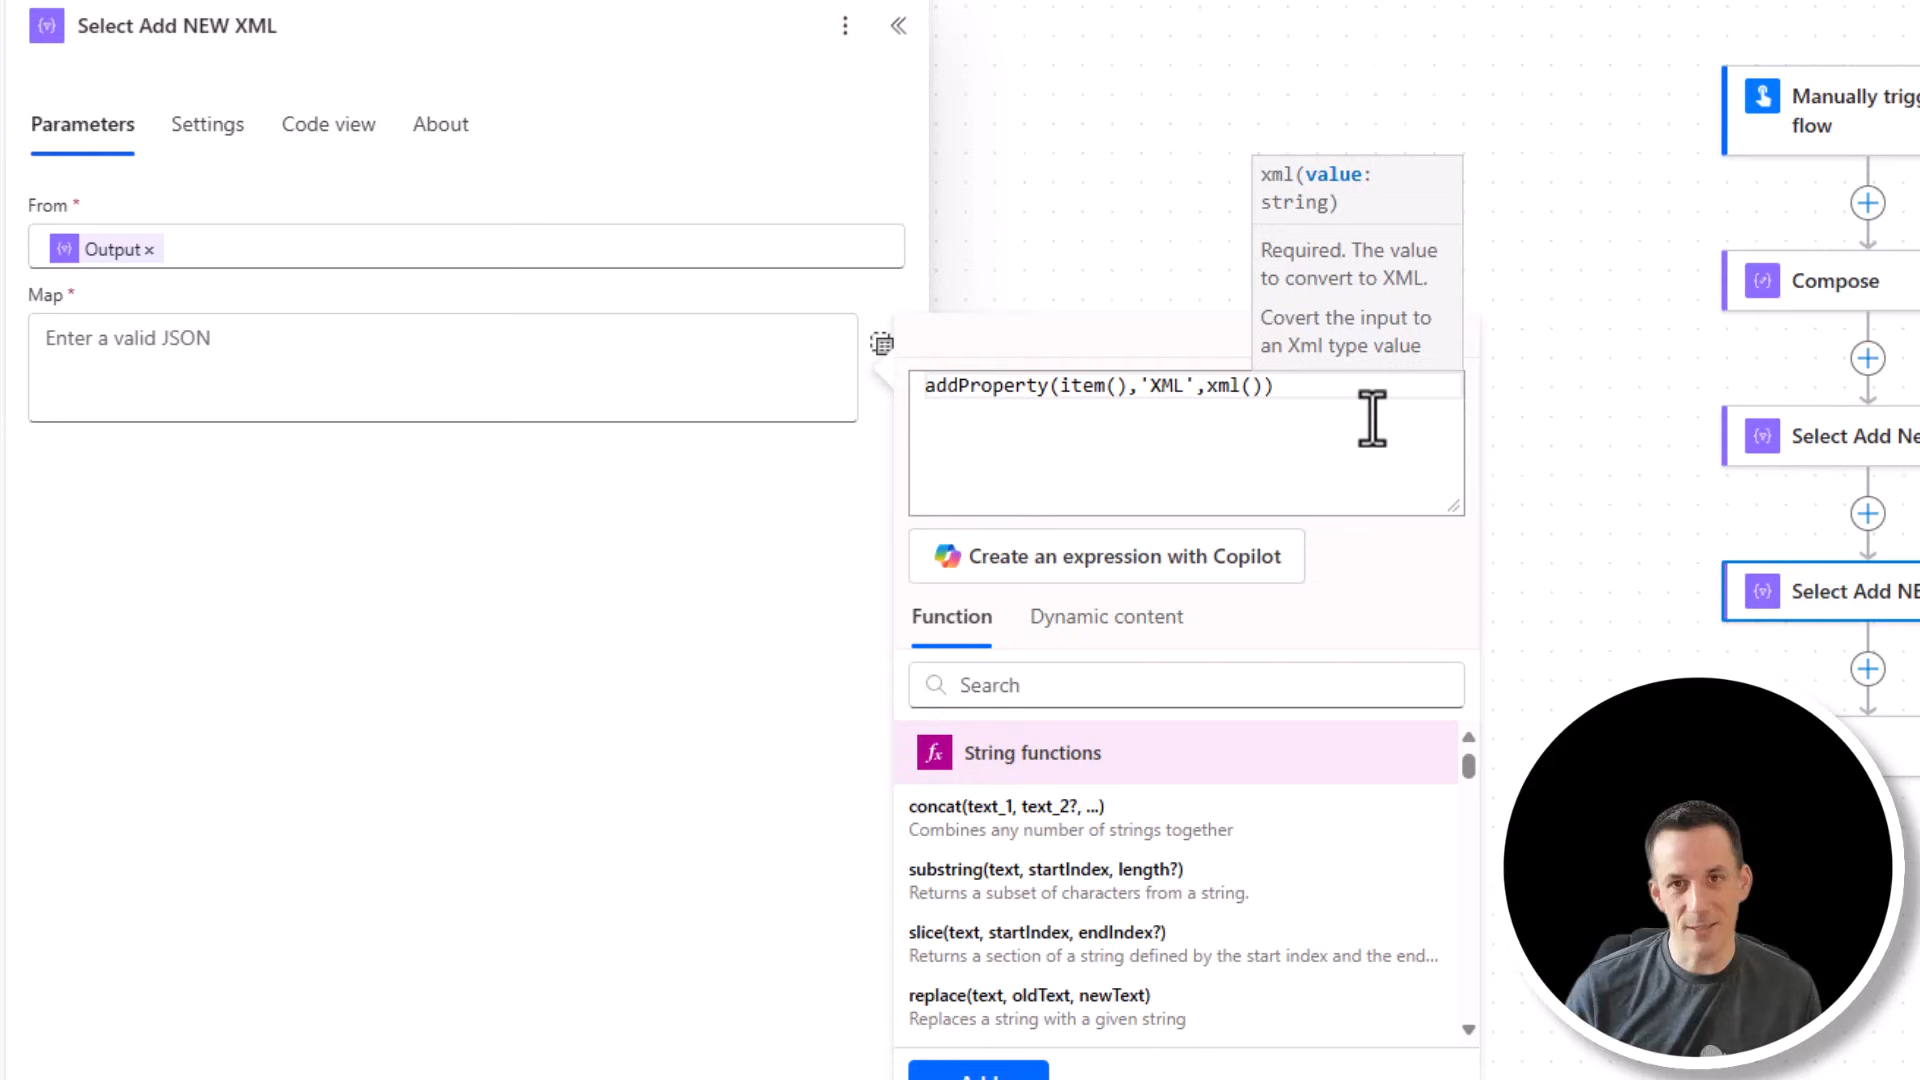 Select Add NEW XML
Parameters
Settings
Code view
About
From *
Output ×
Map *
Enter a valid JSON
xml(value:
string)
Required. The value
to convert to XML.
Covert the input to
an Xml type value
addProperty(item(),'XML',xml())
Create an expression with Copilot
Function
Dynamic content
Search
fx String functions
concat(text_1, text_2?, ...)
Combines any number of strings together
substring(text, startIndex, length?)
Returns a subset of characters from a string.
slice(text, startIndex, endIndex?)
Returns a section of a string defined by the start index and the end...
replace(text, oldText, newText)
Replaces a string with a given string
Manually trigg
flow
Compose
Select Add Ne
Select Add NE